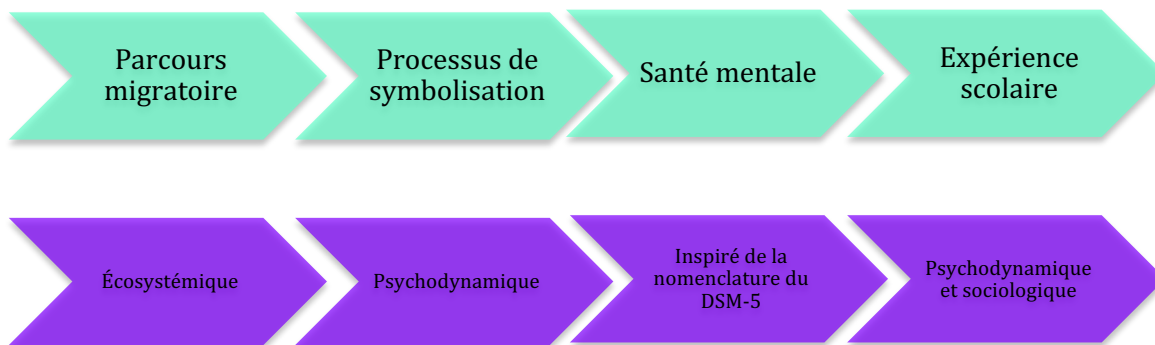 Parcours
migratoire
Processus de
symbolisation
Santé mentale
Expérience
scolaire
Écosystémique
Psychodynamique
Inspiré de la
nomenclature du
DSM-5
Psychodynamique
et sociologique